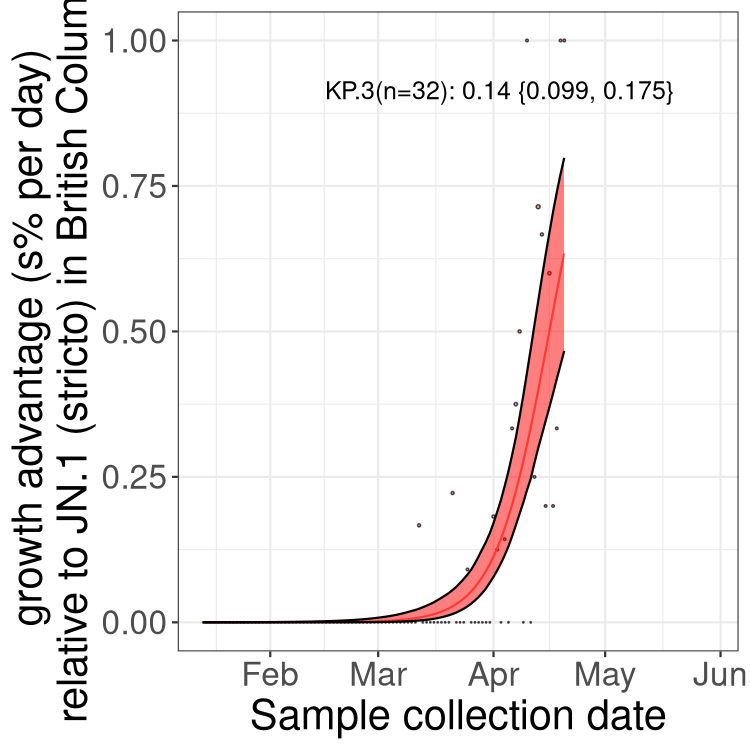 growth advantage (s% per day)
relative to JN.1 (stricto) in British Colum
1.00
0.75
0.50
0.25
0.00
KP.3(n=32): 0.14 {0.099, 0.175}
Feb Mar Apr May Jun
Sample collection date